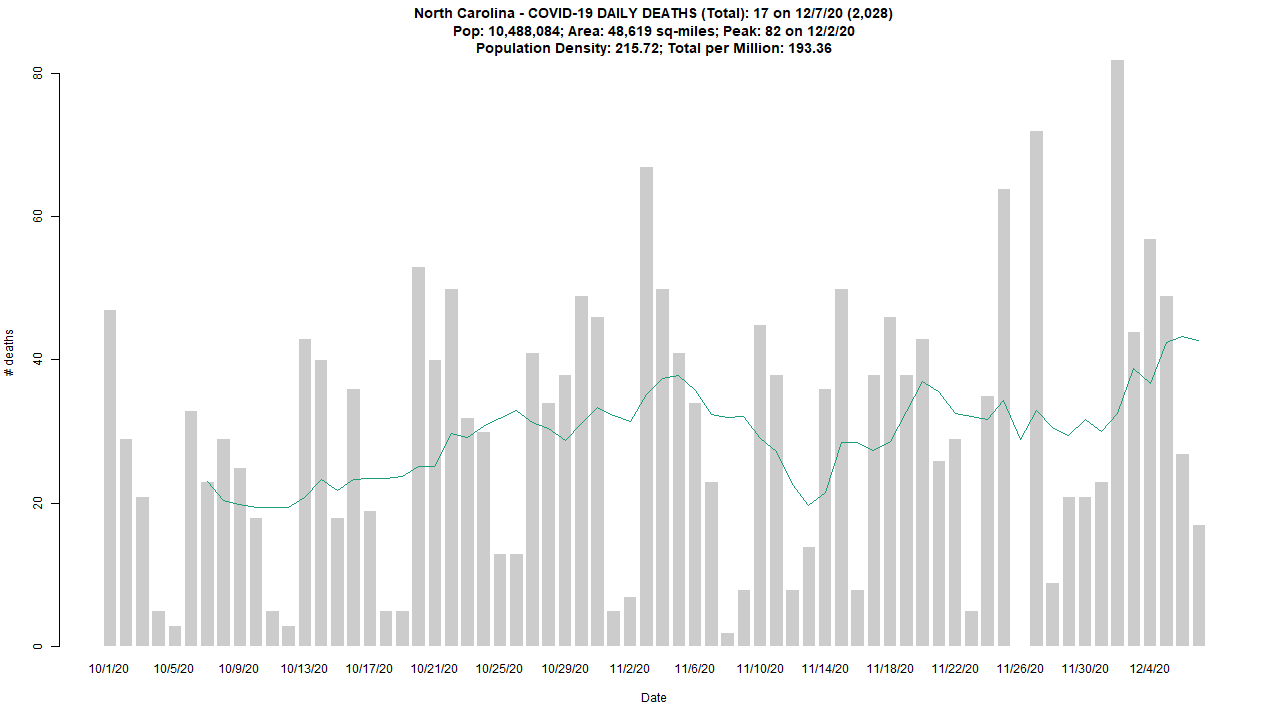 North Carolina - COVID-19 DAILY DEATHS (Total): 17 on 12/7/20 (2,028)
Pop: 10,488,084; Area: 48,619 sq-miles; Peak: 82 on 12/2/20
Population Density: 215.72; Total per Million: 193.36
80
60
40
20
0
# deaths
10/1/20 10/5/20 10/9/20 10/13/20 10/17/20 10/21/20 10/25/20 10/29/20 11/2/20 11/6/20 11/10/20 11/14/20 11/18/20 11/22/20 11/26/20 11/30/20 12/4/20
Date